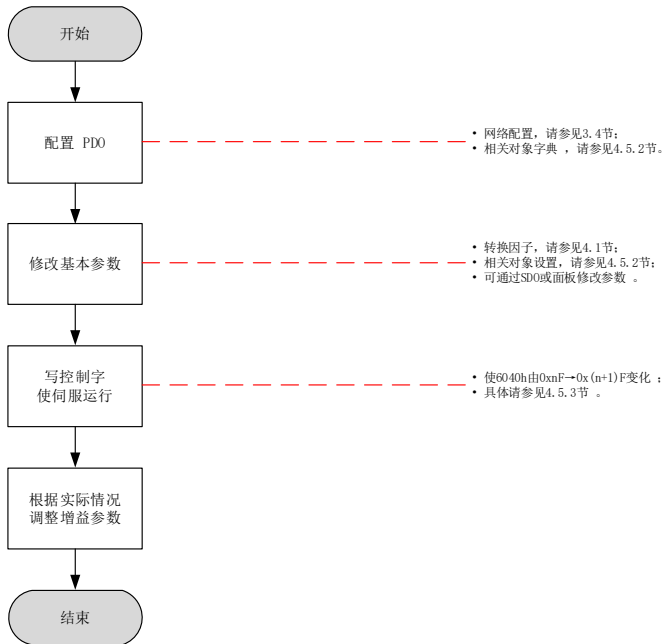 开始
配置 PDO
• 网络配置，请参见3.4节；
• 相关对象字典 ，请参见4.5.2节。
修改基本参数
• 转换因子，请参见4.1节；
• 相关对象设置，请参见4.5.2节；
• 可通过SDO或面板修改参数 。
写控制字
使伺服运行
• 使6040h由0xnF→0x(n+1)F变化 ；
• 具体请参见4.5.3节 。
根据实际情况
调整增益参数
结束